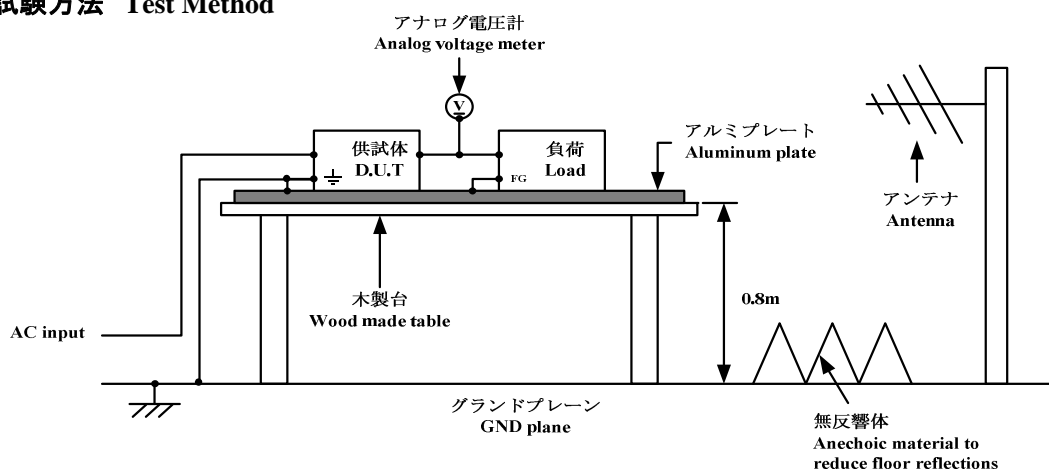 試験方法 Test Method
アナログ電圧計
Analog voltage meter
V
供試体
D.U.T
負荷
Load
FG
アルミプレート
Aluminum plate
アンテナ
Antenna
木製台
Wood made table
0.8m
AC input
グランドプレーン
GND plane
無反響体
Anechoic material to
reduce floor reflections